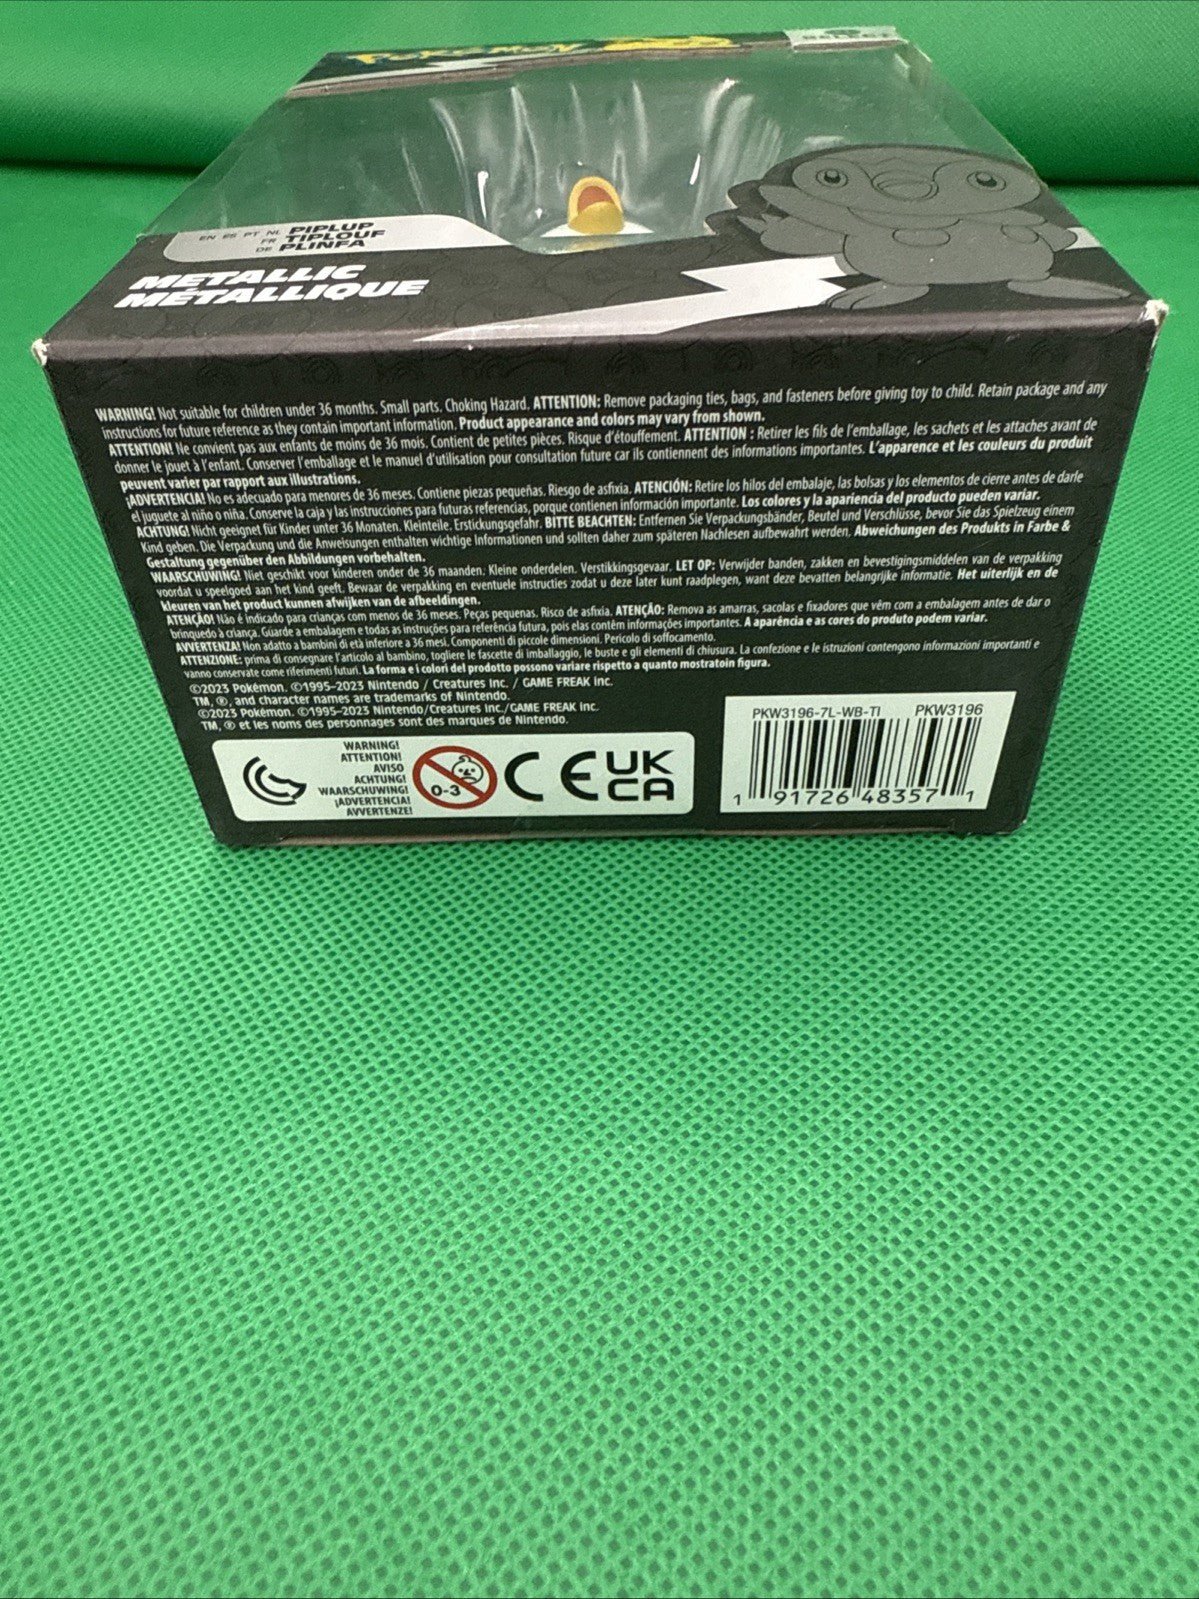 Pokémon
SELECT
EN ES PT NL PIPLUP
FR TIPLOUF
DE PLINFA
METALLIC
MÉTALLIQUE
WARNING! Not suitable for children under 36 months. Small parts. Choking Hazard. ATTENTION: Remove packaging ties, bags, and fasteners before giving toy to child. Retain package and any
instructions for future reference as they contain important information. Product appearance and colors may vary from shown.
ATTENTION! Ne convient pas aux enfants de moins de 36 mois. Contient de petites pièces. Risque d'étouffement. ATTENTION : Retirer les fils de l'emballage, les sachets et les attaches avant de
donner le jouet à l'enfant. Conserver l'emballage et le manuel d'utilisation pour consultation future car ils contiennent des informations importantes. L'apparence et les couleurs du produit
peuvent varier par rapport aux illustrations.
¡ADVERTENCIA! No es adecuado para menores de 36 meses. Contiene piezas pequeñas. Riesgo de asfixia. ATENCIÓN: Retire los hilos del embalaje, las bolsas y los elementos de cierre antes de darle
el juguete al niño o niña. Conserve la caja y las instrucciones para futuras referencias, porque contienen información importante. Los colores y la apariencia del producto pueden variar.
ACHTUNG! Nicht geeignet für Kinder unter 36 Monaten. Kleinteile. Erstickungsgefahr. BITTE BEACHTEN: Entfernen Sie Verpackungsbänder, Beutel und Verschlüsse, bevor Sie das Spielzeug einem
Kind geben. Die Verpackung und die Anweisungen enthalten wichtige Informationen und sollten daher zum späteren Nachlesen aufbewahrt werden. Abweichungen des Produkts in Farbe &
Gestaltung gegenüber den Abbildungen vorbehalten.
WAARSCHUWING! Niet geschikt voor kinderen onder de 36 maanden. Kleine onderdelen. Verstikkingsgevaar. LET OP: Verwijder banden, zakken en bevestigingsmiddelen van de verpakking
voordat u speelgoed aan het kind geeft. Bewaar de verpakking en eventuele instructies zodat u deze later kunt raadplegen, want deze bevatten belangrijke informatie. Het uiterlijk en de
kleuren van het product kunnen afwijken van de afbeeldingen.
ATENÇÃO! Não é indicado para crianças com menos de 36 meses. Peças pequenas. Risco de asfixia. ATENÇÃO: Remova as amarras, sacolas e fixadores que vêm com a embalagem antes de dar o
brinquedo à criança. Guarde a embalagem e todas as instruções para referência futura, pois elas contêm informações importantes. A aparência e as cores do produto podem variar.
AVVERTENZA! Non adatto a bambini di età inferiore a 36 mesi. Componenti di piccole dimensioni. Pericolo di soffocamento.
ATTENZIONE: prima di consegnare l'articolo al bambino, togliere le fascette di imballaggio, le buste e gli elementi di chiusura. La confezione e le istruzioni contengono informazioni importanti e
vanno conservate come riferimenti futuri. La forma e i colori del prodotto possono variare rispetto a quanto mostratoin figura.
©2023 Pokémon. ©1995–2023 Nintendo / Creatures Inc. / GAME FREAK inc.
TM, ®, and character names are trademarks of Nintendo.
©2023 Pokémon. ©1995–2023 Nintendo/Creatures Inc./GAME FREAK inc.
TM, ® et les noms des personnages sont des marques de Nintendo.
WARNING!
ATTENTION!
AVISO
ACHTUNG!
WAARSCHUWING!
¡ADVERTENCIA!
AVVERTENZE!
0-3
CE
UK
CA
PKW3196-7L-WB-TI PKW3196
1 91726 48357 1